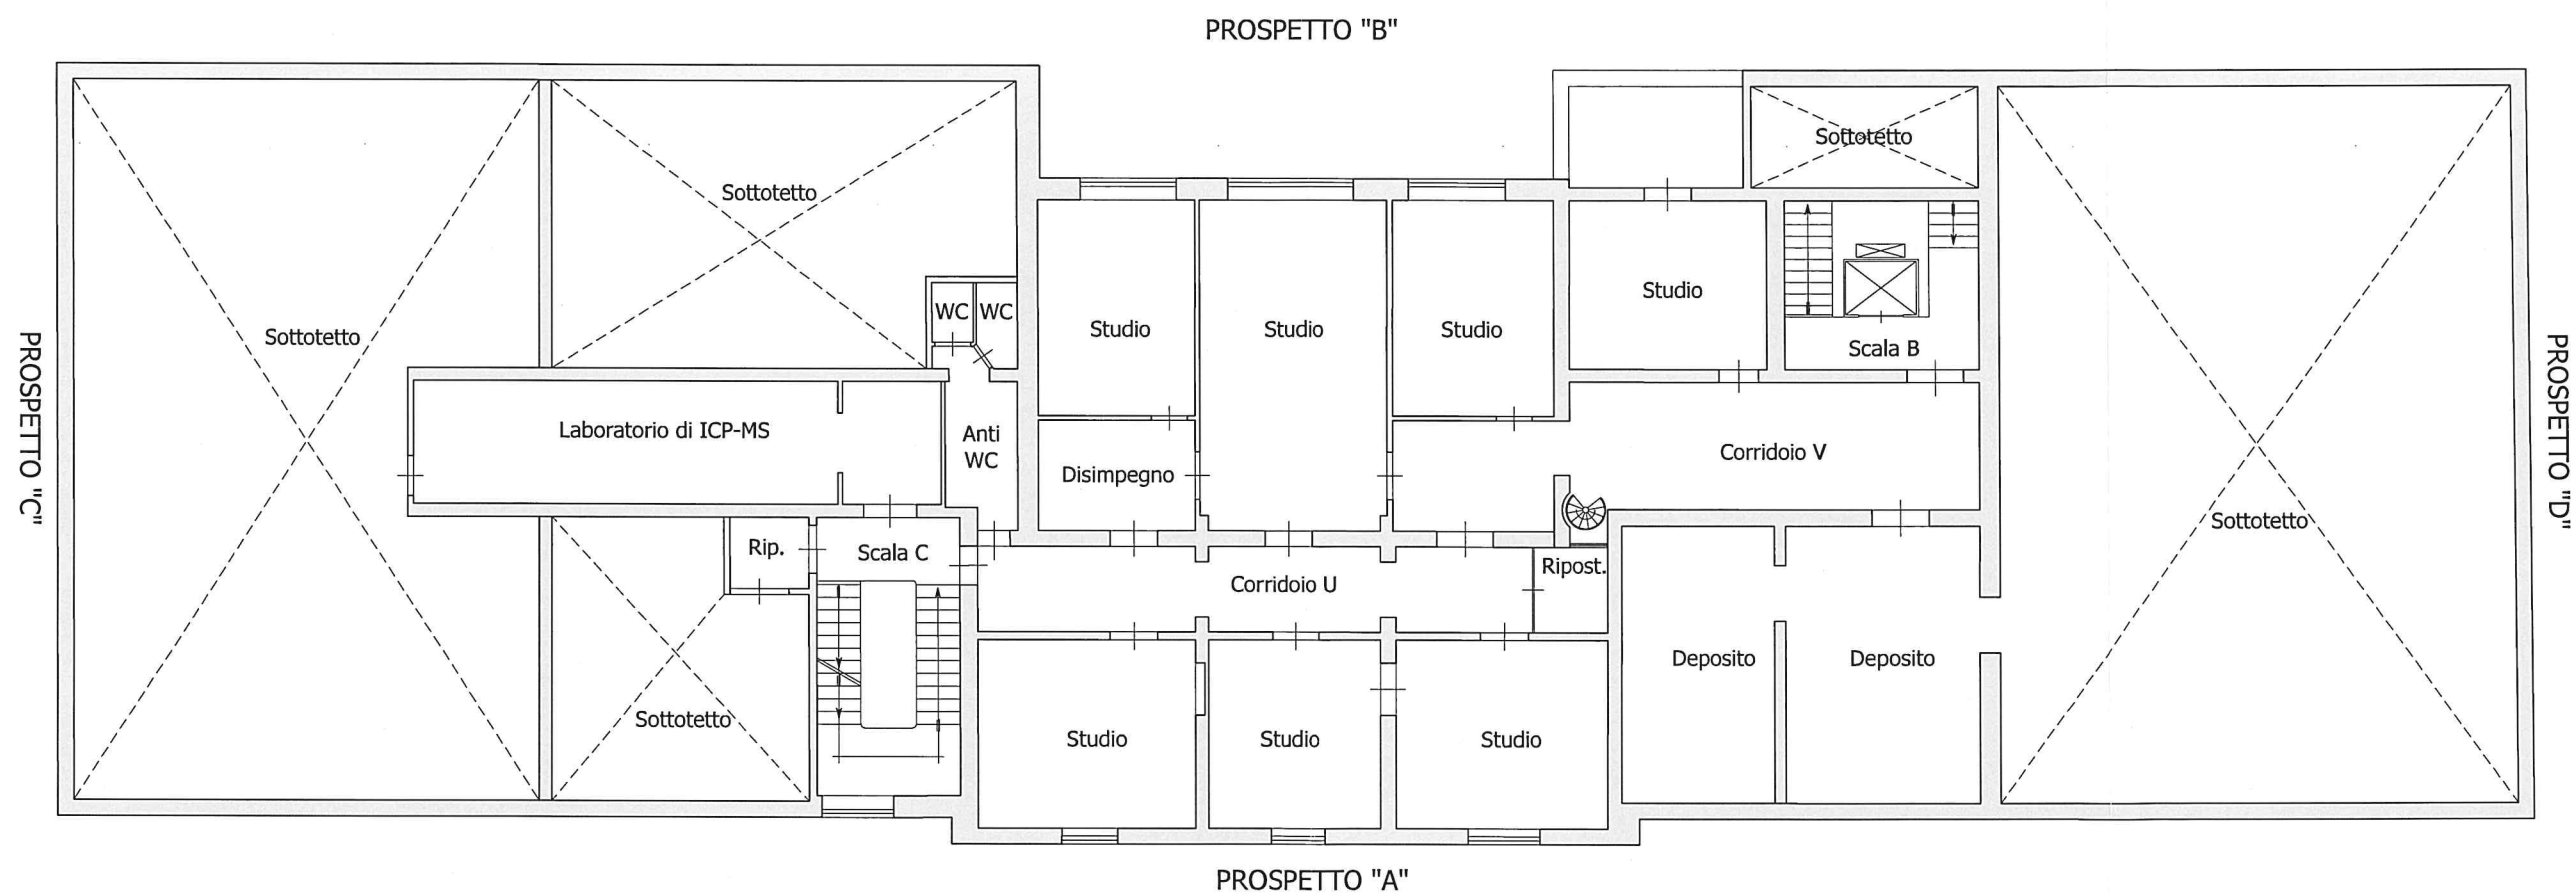 PROSPETTO "B"
Sottotetto
Sottotetto
Studio
WC
WC
Studio
Studio
Studio
Sottotetto
Scala B
PROSPETTO "C"
PROSPETTO "D"
Laboratorio di ICP-MS
Anti
WC
Corridoio V
Disimpegno
Sottotetto
Rip.
Scala C
Ripost.
Corridoio U
Deposito
Deposito
Sottotetto
Studio
Studio
Studio
PROSPETTO "A"